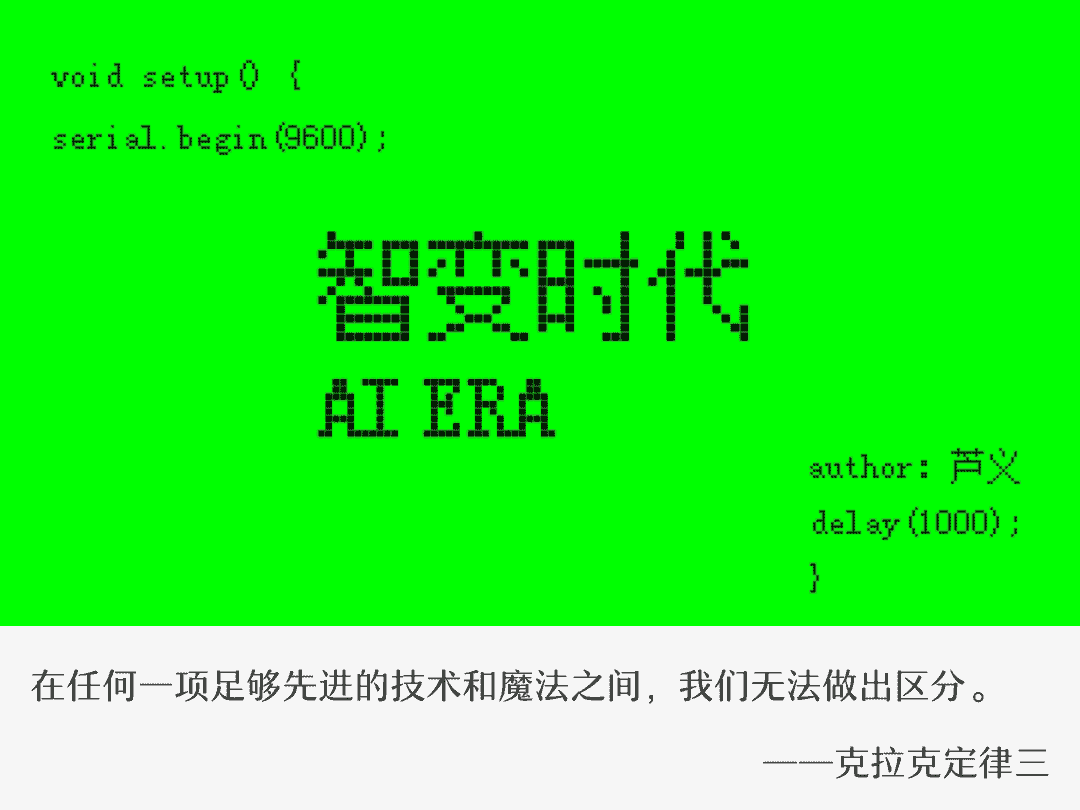 void setup() {
serial.begin(9600);
智变时代
AI ERA
author: 芦义
delay(1000);
}
在任何一项足够先进的技术和魔法之间，我们无法做出区分。
——克拉克定律三